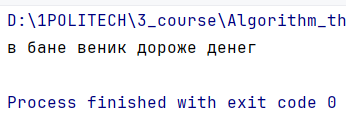 D:\1POLITECH\3_course\Algorithm_th
в бане веник дороже денег
Process finished with exit code 0